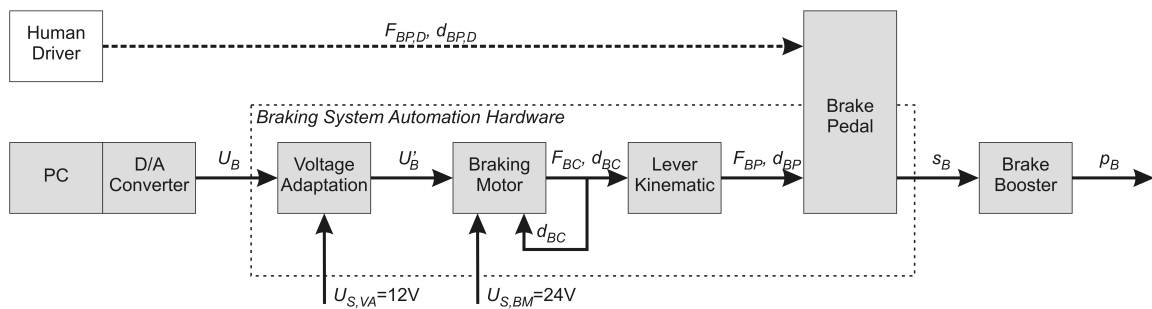 Human
Driver
F_BP,D, d_BP,D
Brake
Pedal
Braking System Automation Hardware
PC
D/A
Converter
U_B
Voltage
Adaptation
U'_B
Braking
Motor
F_BC, d_BC
Lever
Kinematic
F_BP, d_BP
s_B
Brake
Booster
p_B
d_BC
U_S,VA=12V
U_S,BM=24V